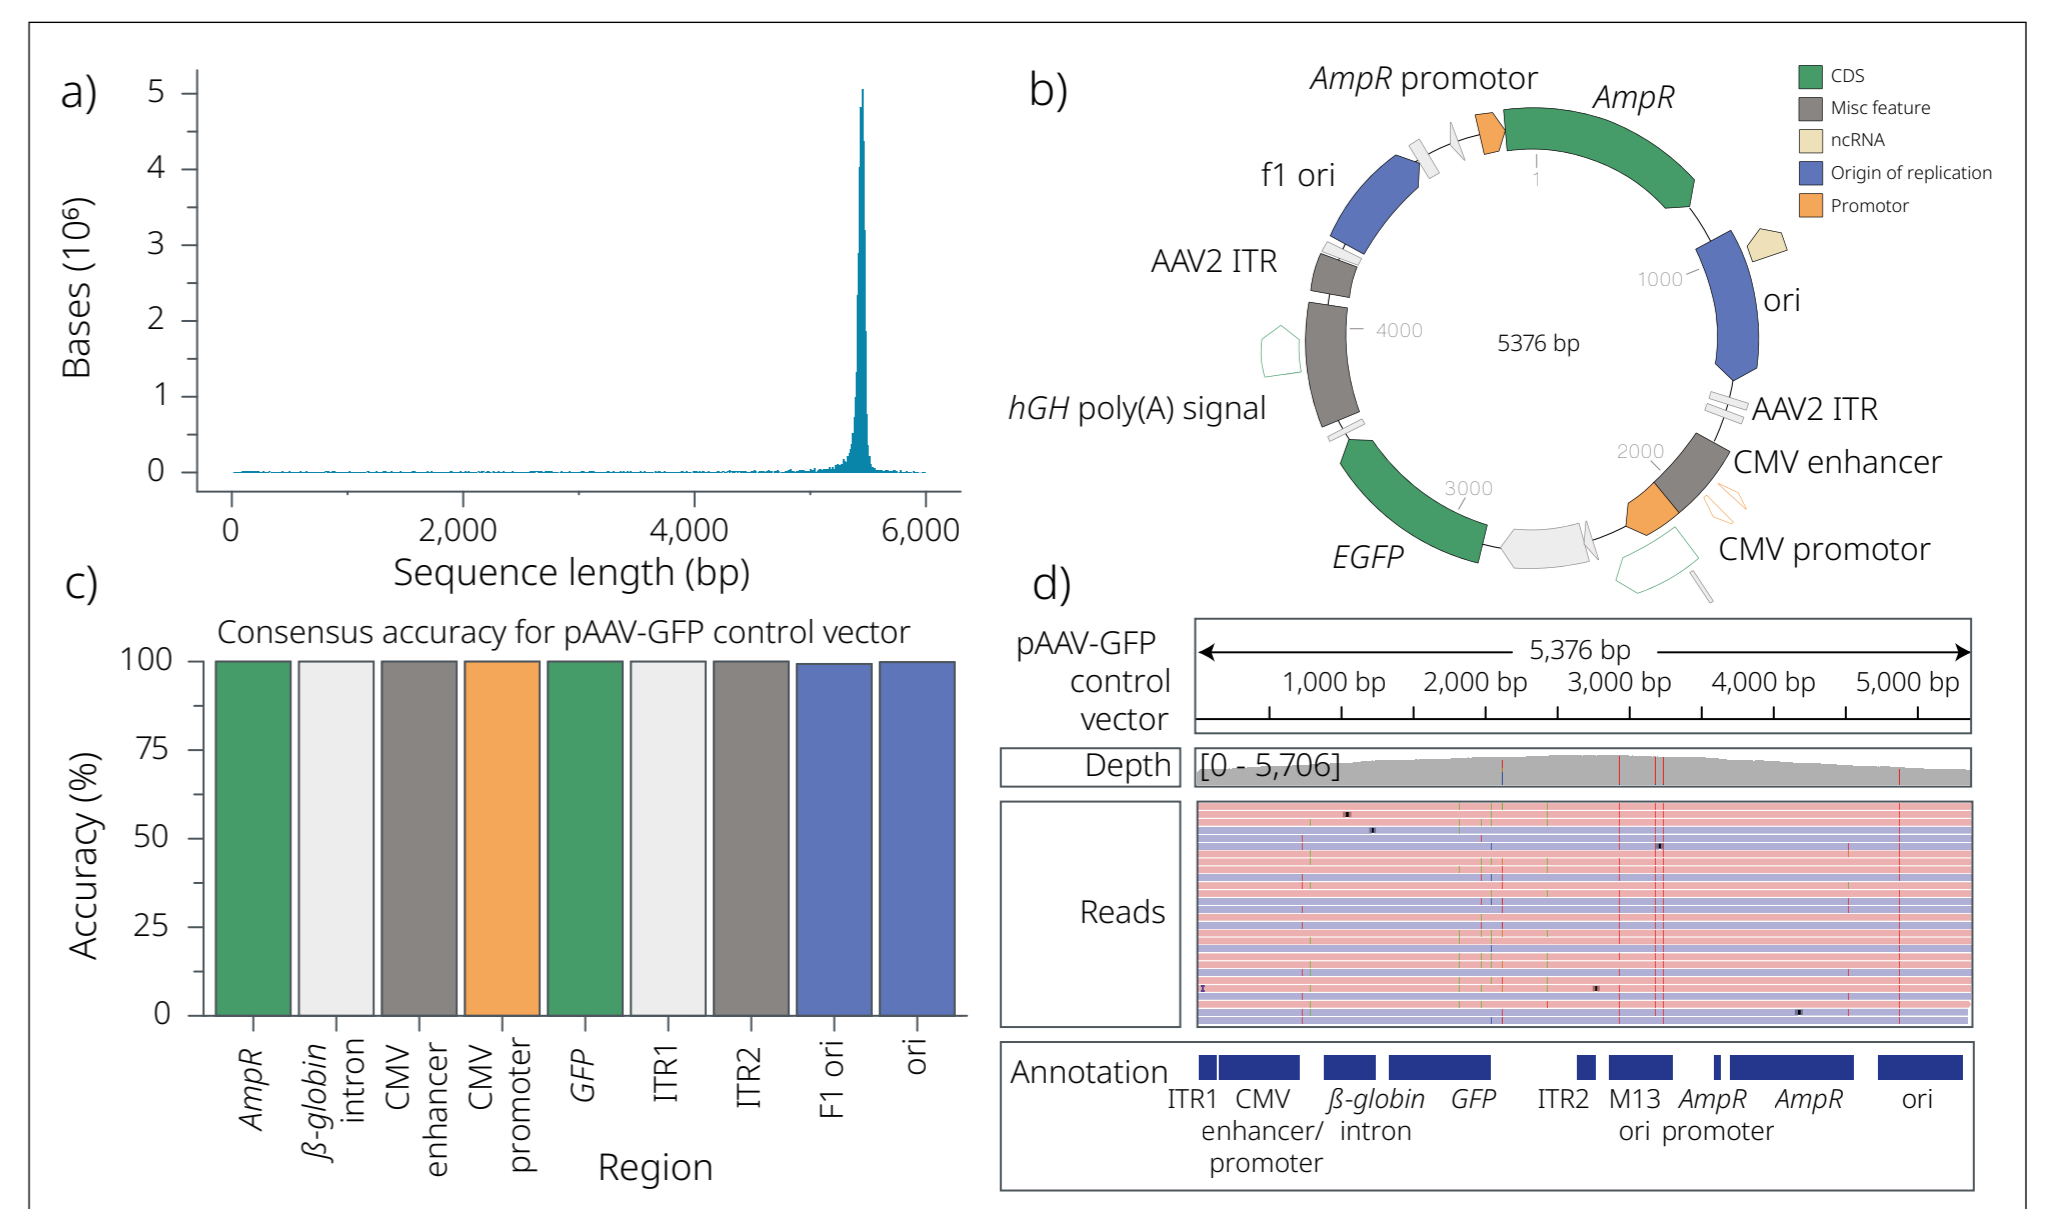 a)
5
4
3
2
1
0
Bases (10⁶)
0
2,000
4,000
6,000
Sequence length (bp)
b)
AmpR promotor
AmpR
f1 ori
AAV2 ITR
hGH poly(A) signal
EGFP
1
1000
2000
3000
4000
5376 bp
ori
AAV2 ITR
CMV enhancer
CMV promotor
CDS
Misc feature
ncRNA
Origin of replication
Promotor
c)
Consensus accuracy for pAAV-GFP control vector
100
75
50
25
0
Accuracy (%)
AmpR
ß-globin
intron
CMV
enhancer
CMV
promoter
GFP
ITR1
ITR2
F1 ori
ori
Region
d)
pAAV-GFP
control
vector
5,376 bp
1,000 bp
2,000 bp
3,000 bp
4,000 bp
5,000 bp
Depth
[0 - 5,706]
Reads
Annotation
ITR1
CMV
enhancer/
promoter
ß-globin
intron
GFP
ITR2
M13
ori
AmpR
promoter
AmpR
ori